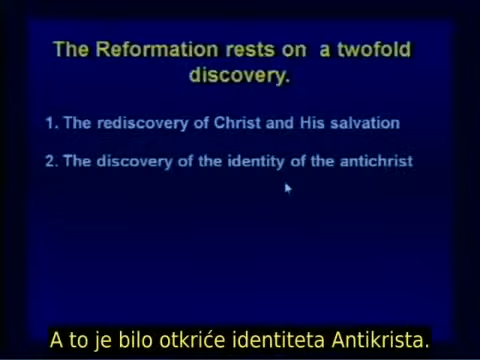 The Reformation rests on a twofold
discovery.
1. The rediscovery of Christ and His salvation
2. The discovery of the identity of the antichrist
A to je bilo otkriće identiteta Antikrista.